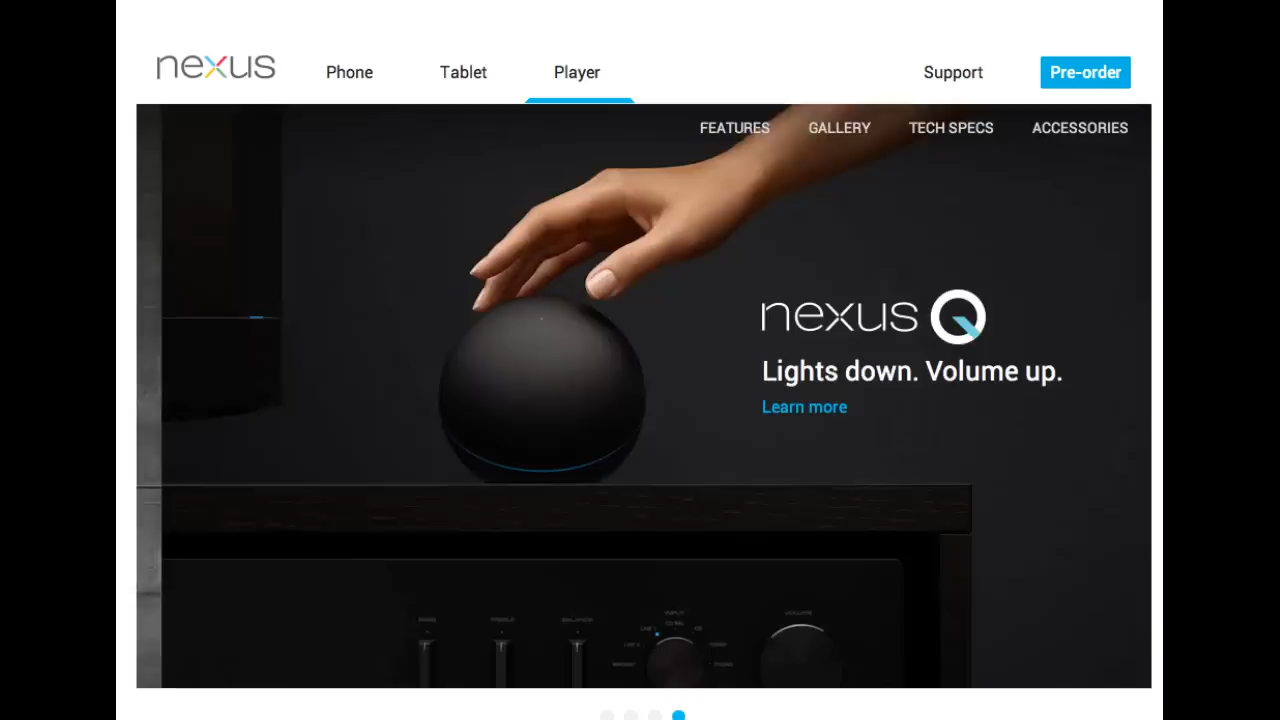 nexus
Phone
Tablet
Player
Support
Pre-order
FEATURES
GALLERY
TECH SPECS
ACCESSORIES
nexus Q
Lights down. Volume up.
Learn more
VOLUME